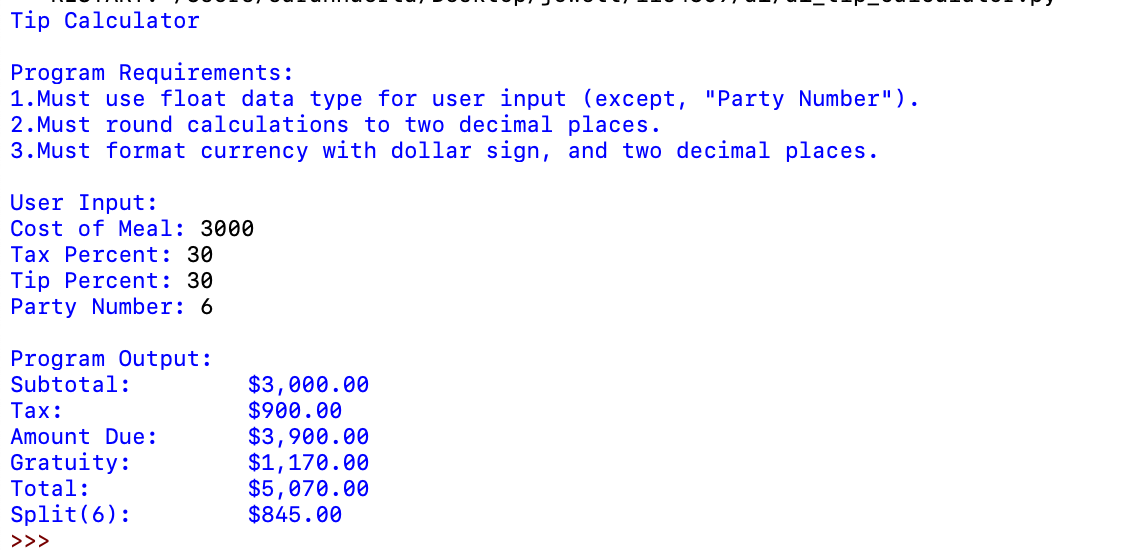 Tip Calculator
Program Requirements:
1.Must use float data type for user input (except, "Party Number").
2.Must round calculations to two decimal places.
3.Must format currency with dollar sign, and two decimal places.
User Input:
Cost of Meal: 3000
Tax Percent: 30
Tip Percent: 30
Party Number: 6
Program Output:
Subtotal: $3,000.00
Tax: $900.00
Amount Due: $3,900.00
Gratuity: $1,170.00
Total: $5,070.00
Split(6): $845.00
>>>